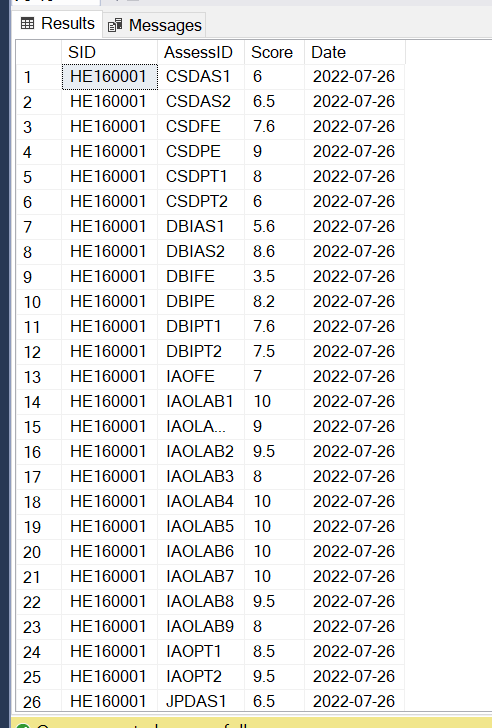 Results Messages
SID AssessID Score Date
1 HE160001 CSDAS1 6 2022-07-26
2 HE160001 CSDAS2 6.5 2022-07-26
3 HE160001 CSDFE 7.6 2022-07-26
4 HE160001 CSDPE 9 2022-07-26
5 HE160001 CSDPT1 8 2022-07-26
6 HE160001 CSDPT2 6 2022-07-26
7 HE160001 DBIAS1 5.6 2022-07-26
8 HE160001 DBIAS2 8.6 2022-07-26
9 HE160001 DBIFE 3.5 2022-07-26
10 HE160001 DBIPE 8.2 2022-07-26
11 HE160001 DBIPT1 7.6 2022-07-26
12 HE160001 DBIPT2 7.5 2022-07-26
13 HE160001 IAOFE 7 2022-07-26
14 HE160001 IAOLAB1 10 2022-07-26
15 HE160001 IAOLA... 9 2022-07-26
16 HE160001 IAOLAB2 9.5 2022-07-26
17 HE160001 IAOLAB3 8 2022-07-26
18 HE160001 IAOLAB4 10 2022-07-26
19 HE160001 IAOLAB5 10 2022-07-26
20 HE160001 IAOLAB6 10 2022-07-26
21 HE160001 IAOLAB7 10 2022-07-26
22 HE160001 IAOLAB8 9.5 2022-07-26
23 HE160001 IAOLAB9 8 2022-07-26
24 HE160001 IAOPT1 8.5 2022-07-26
25 HE160001 IAOPT2 9.5 2022-07-26
26 HE160001 JPDAS1 6.5 2022-07-26